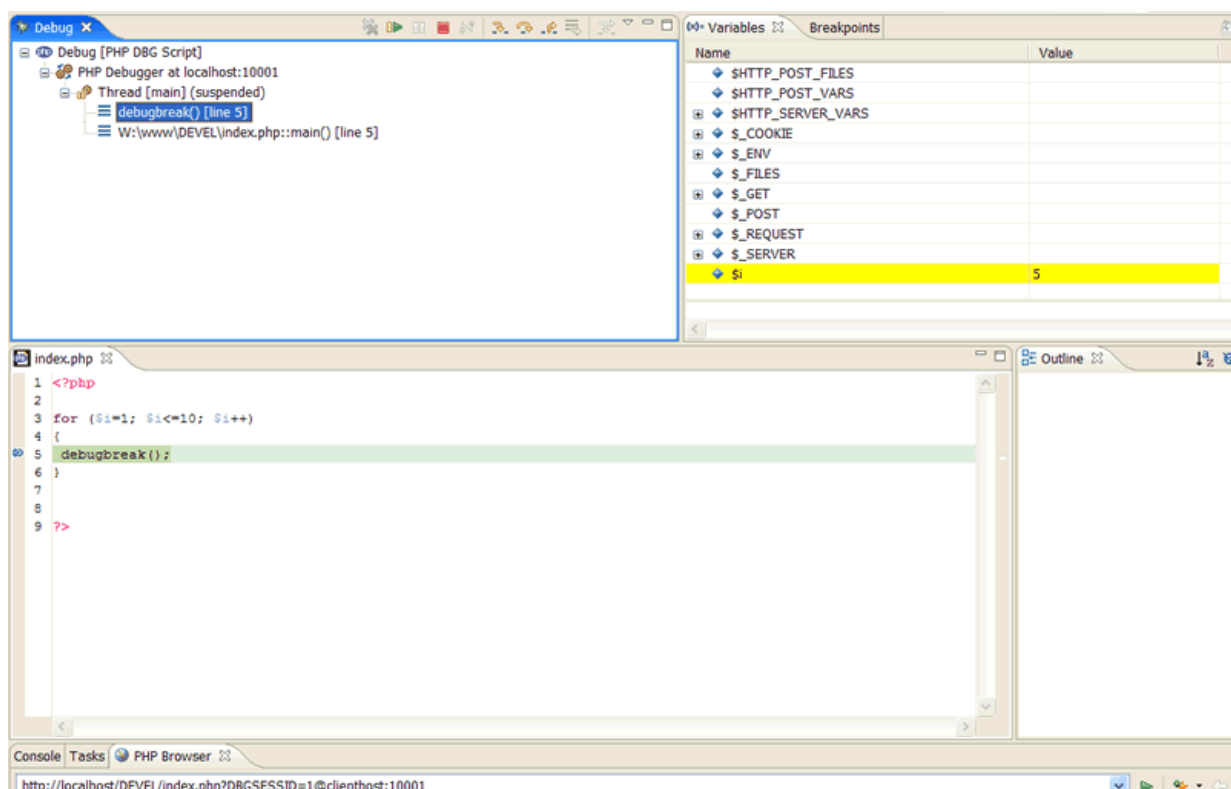 Debug
Debug [PHP DBG Script]
PHP Debugger at localhost:10001
Thread [main] (suspended)
debugbreak() [line 5]
W:\www\DEVEL\index.php::main() [line 5]
(x)= Variables Breakpoints
Name Value
$HTTP_POST_FILES
$HTTP_POST_VARS
$HTTP_SERVER_VARS
$_COOKIE
$_ENV
$_FILES
$_GET
$_POST
$_REQUEST
$_SERVER
$i 5
index.php
1 <?php
2
3 for ($i=1; $i<=10; $i++)
4 {
5 debugbreak();
6 }
7
8
9 ?>
Outline
Console Tasks PHP Browser
http://localhost/DEVEL/index.php?DBGSESSID=1@clienthost:10001